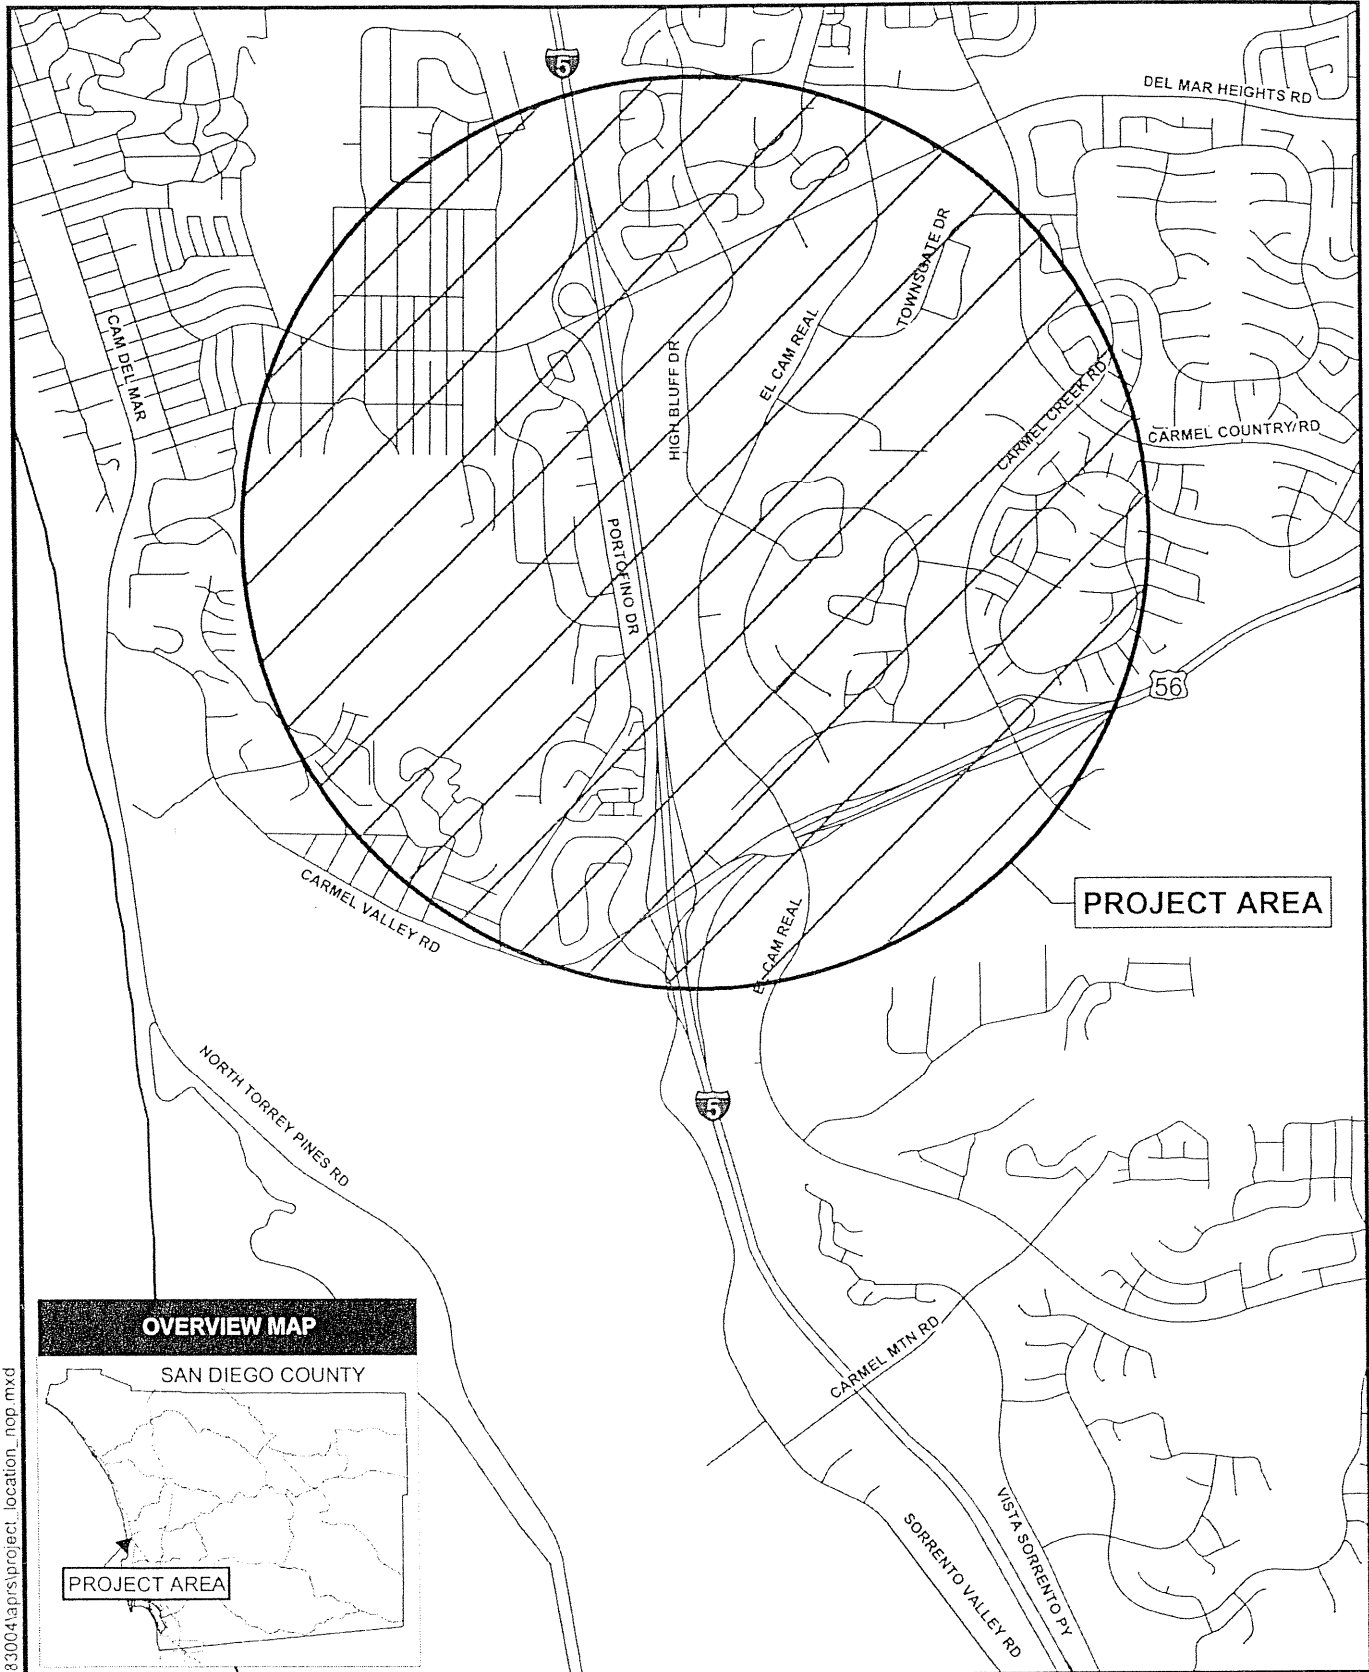 5
DEL MAR HEIGHTS RD
TOWNSGATE DR
CAM DEL MAR
EL CAM REAL
HIGH BLUFF DR
CARMEL CREEK RD
CARMEL COUNTRY RD
PORTOFINO DR
56
CARMEL VALLEY RD
PROJECT AREA
EL CAM REAL
NORTH TORREY PINES RD
5
OVERVIEW MAP
SAN DIEGO COUNTY
CARMEL MTN RD
PROJECT AREA
VISTA SORRENTO PY
SORRENTO VALLEY RD
83004\aprs\project_location_nop.mxd